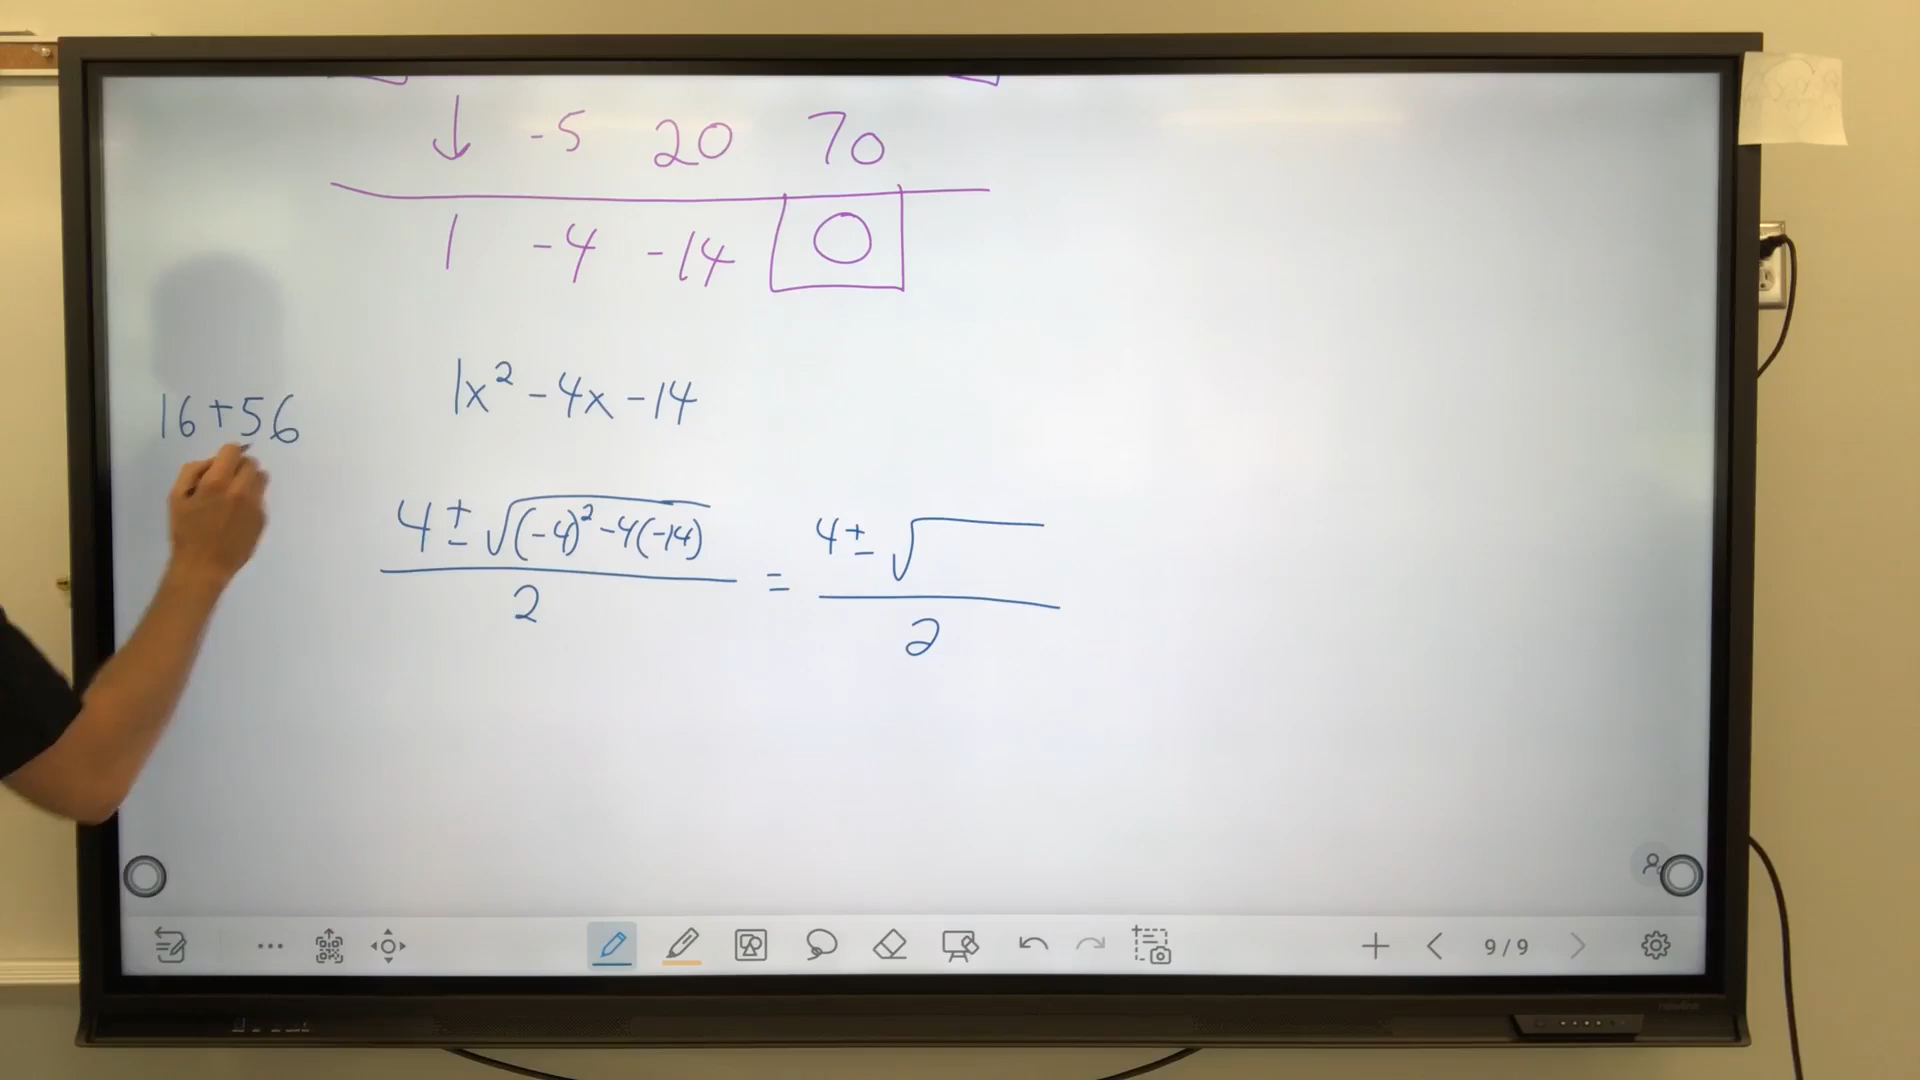 ↓ -5 20 70
1 -4 -14 0
1x² - 4x - 14
16+56
4 ± √(-4)² - 4(-14) / 2 = 4 ± √ / 2
9 / 9
newline